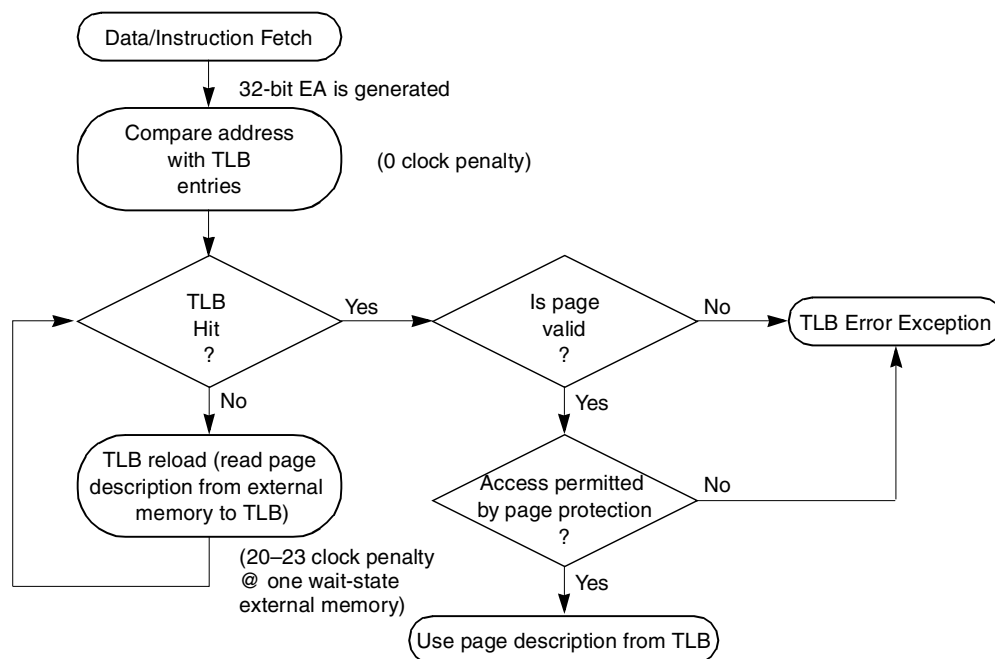 Data/Instruction Fetch
32-bit EA is generated
Compare address
with TLB
entries
(0 clock penalty)
TLB
Hit
?
Yes
No
Is page
valid
?
No
Yes
TLB Error Exception
TLB reload (read page
description from external
memory to TLB)
(20–23 clock penalty
@ one wait-state
external memory)
Access permitted
by page protection
?
No
Yes
Use page description from TLB